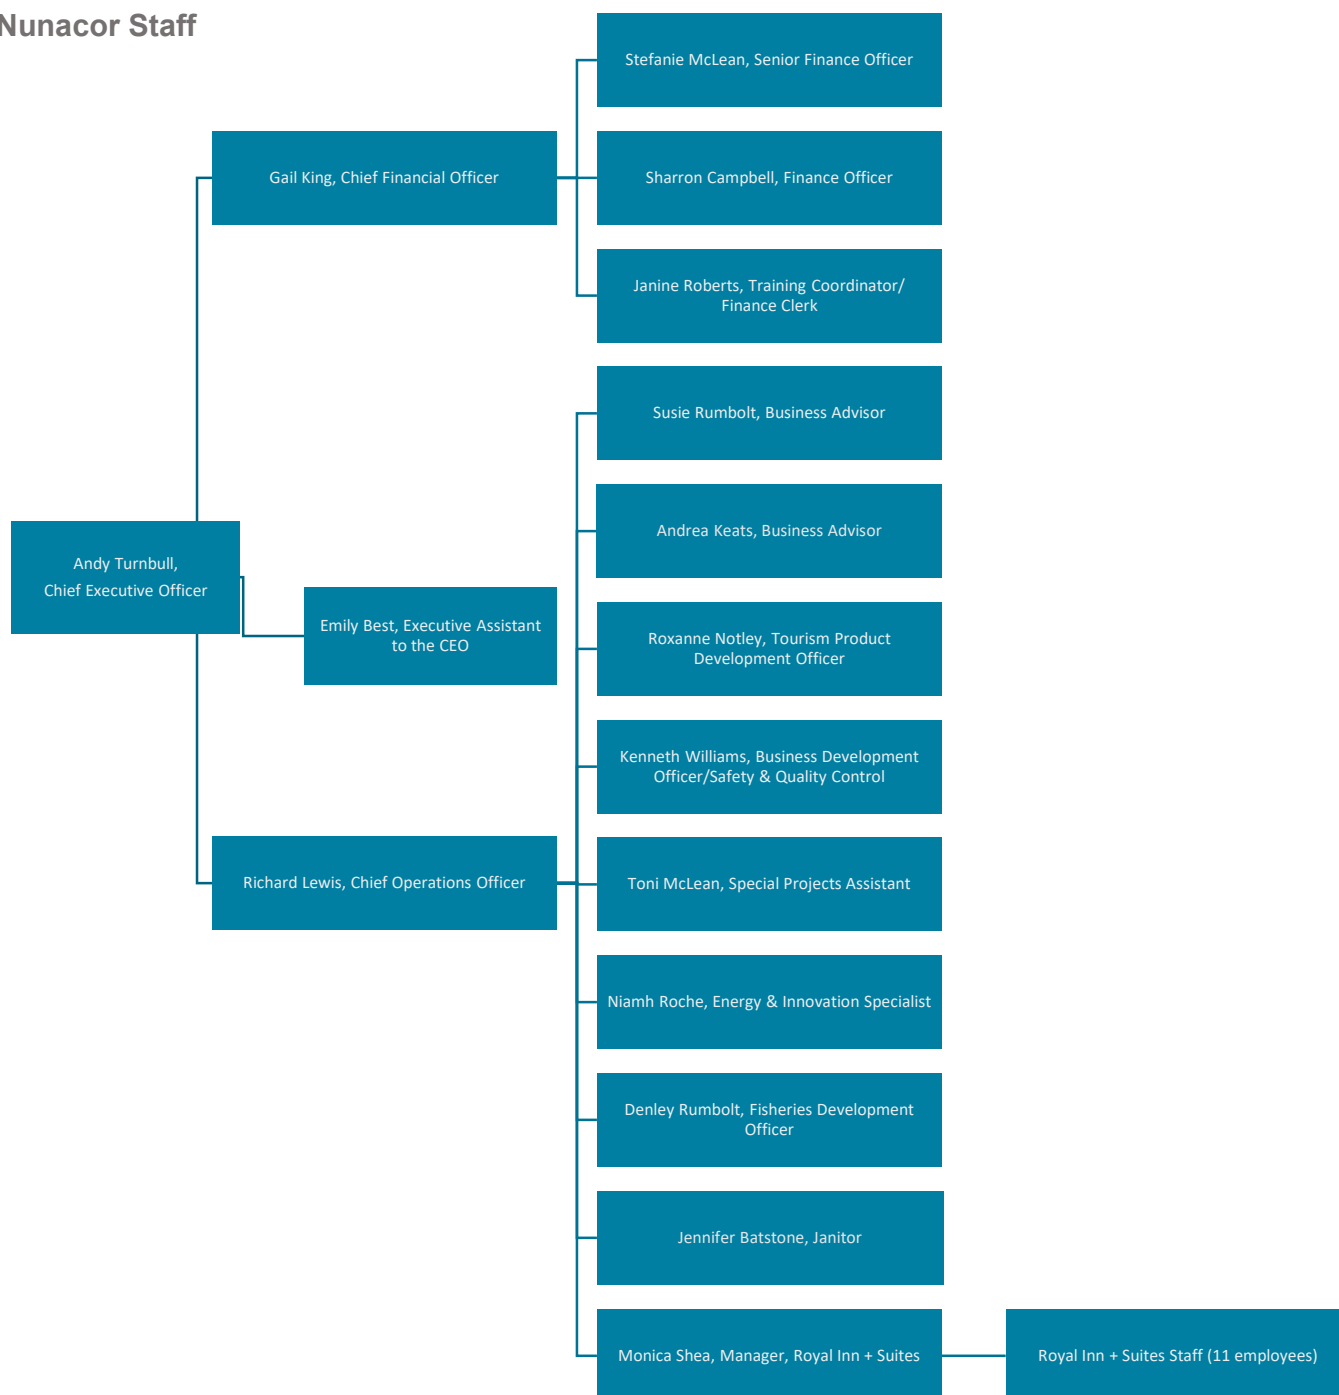 Nunacor Staff
Stefanie McLean, Senior Finance Officer
Gail King, Chief Financial Officer
Sharron Campbell, Finance Officer
Janine Roberts, Training Coordinator/
Finance Clerk
Susie Rumbolt, Business Advisor
Andrea Keats, Business Advisor
Andy Turnbull,
Chief Executive Officer
Emily Best, Executive Assistant
to the CEO
Roxanne Notley, Tourism Product
Development Officer
Kenneth Williams, Business Development
Officer/Safety & Quality Control
Richard Lewis, Chief Operations Officer
Toni McLean, Special Projects Assistant
Niamh Roche, Energy & Innovation Specialist
Denley Rumbolt, Fisheries Development
Officer
Jennifer Batstone, Janitor
Monica Shea, Manager, Royal Inn + Suites
Royal Inn + Suites Staff (11 employees)